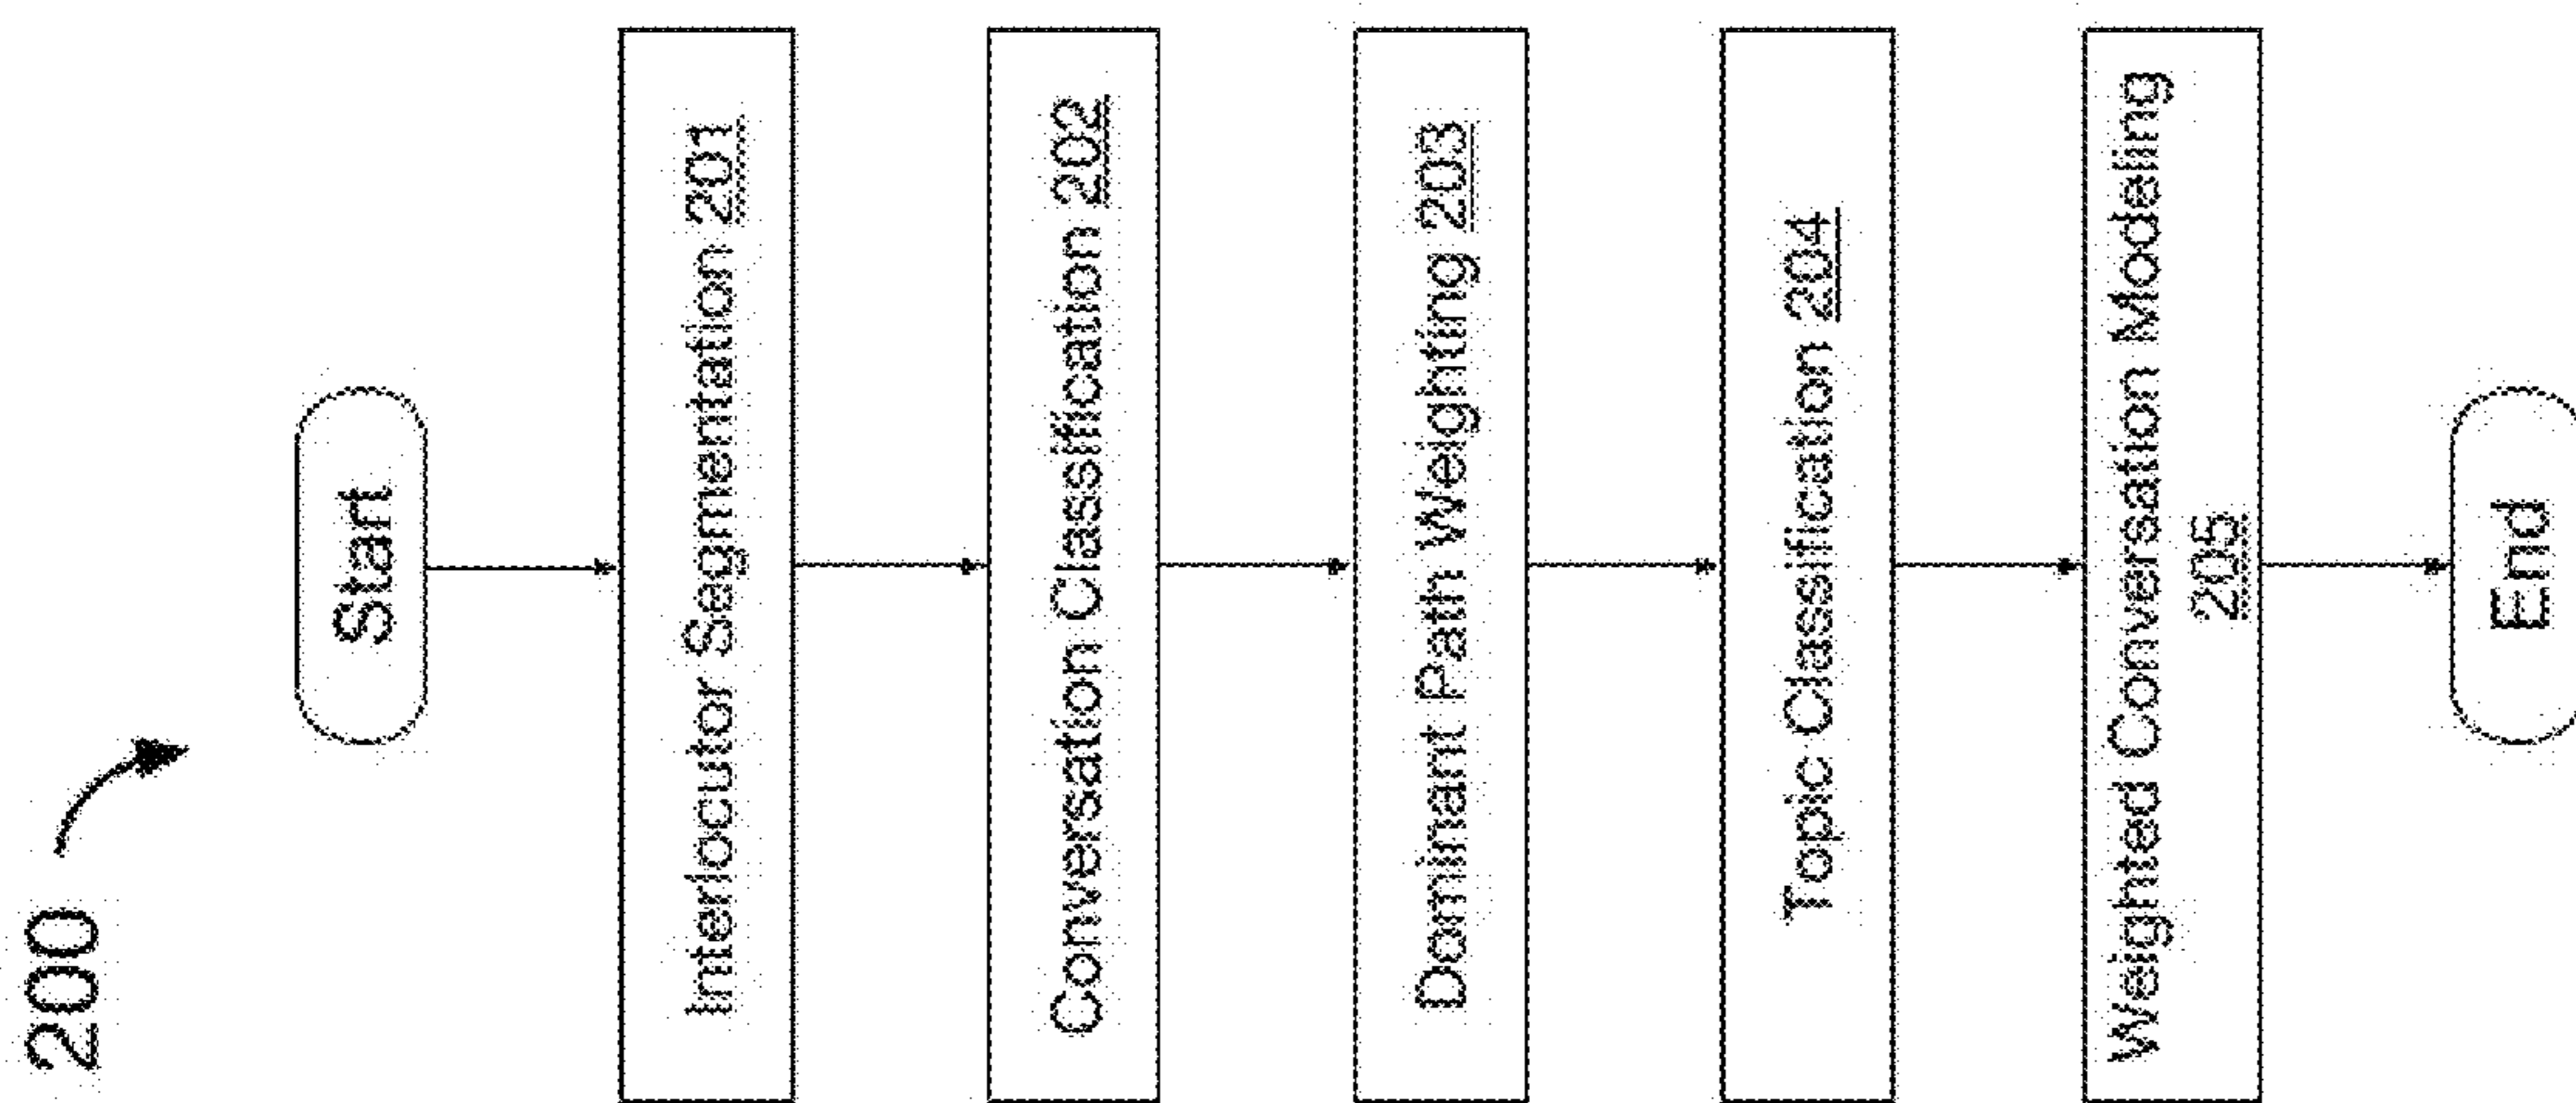 200
Start
Interlocutor Segmentation 201
Conversation Classification 202
Dominant Path Weighting 203
Topic Classification 204
Weighted Conversation Modeling
205
End